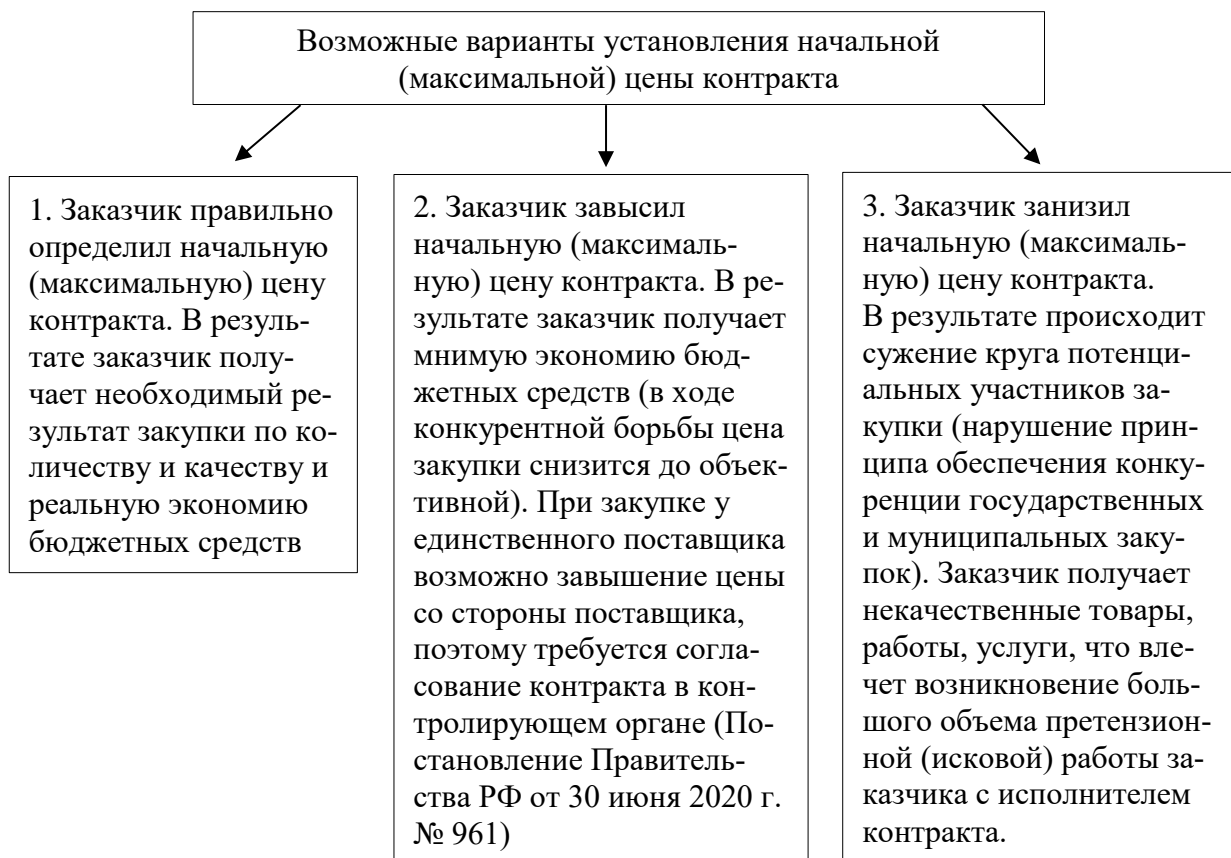 Возможные варианты установления начальной
(максимальной) цены контракта
1. Заказчик правильно
определил начальную
(максимальную) цену
контракта. В резуль-
тате заказчик полу-
чает необходимый ре-
зультат закупки по ко-
личеству и качеству и
реальную экономию
бюджетных средств
2. Заказчик завысил
начальную (максималь-
ную) цену контракта. В ре-
зультате заказчик получает
мнимую экономию бюд-
жетных средств (в ходе
конкурентной борьбы цена
закупки снизится до объек-
тивной). При закупке у
единственного поставщика
возможно завышение цены
со стороны поставщика,
поэтому требуется согла-
сование контракта в кон-
тролирующем органе (По-
становление Правитель-
ства РФ от 30 июня 2020 г.
№ 961)
3. Заказчик занизил
начальную (максималь-
ную) цену контракта.
В результате происходит
сужение круга потенци-
альных участников за-
купки (нарушение прин-
ципа обеспечения конку-
ренции государственных
и муниципальных заку-
пок). Заказчик получает
некачественные товары,
работы, услуги, что вле-
чет возникновение боль-
шого объема претензион-
ной (исковой) работы за-
казчика с исполнителем
контракта.